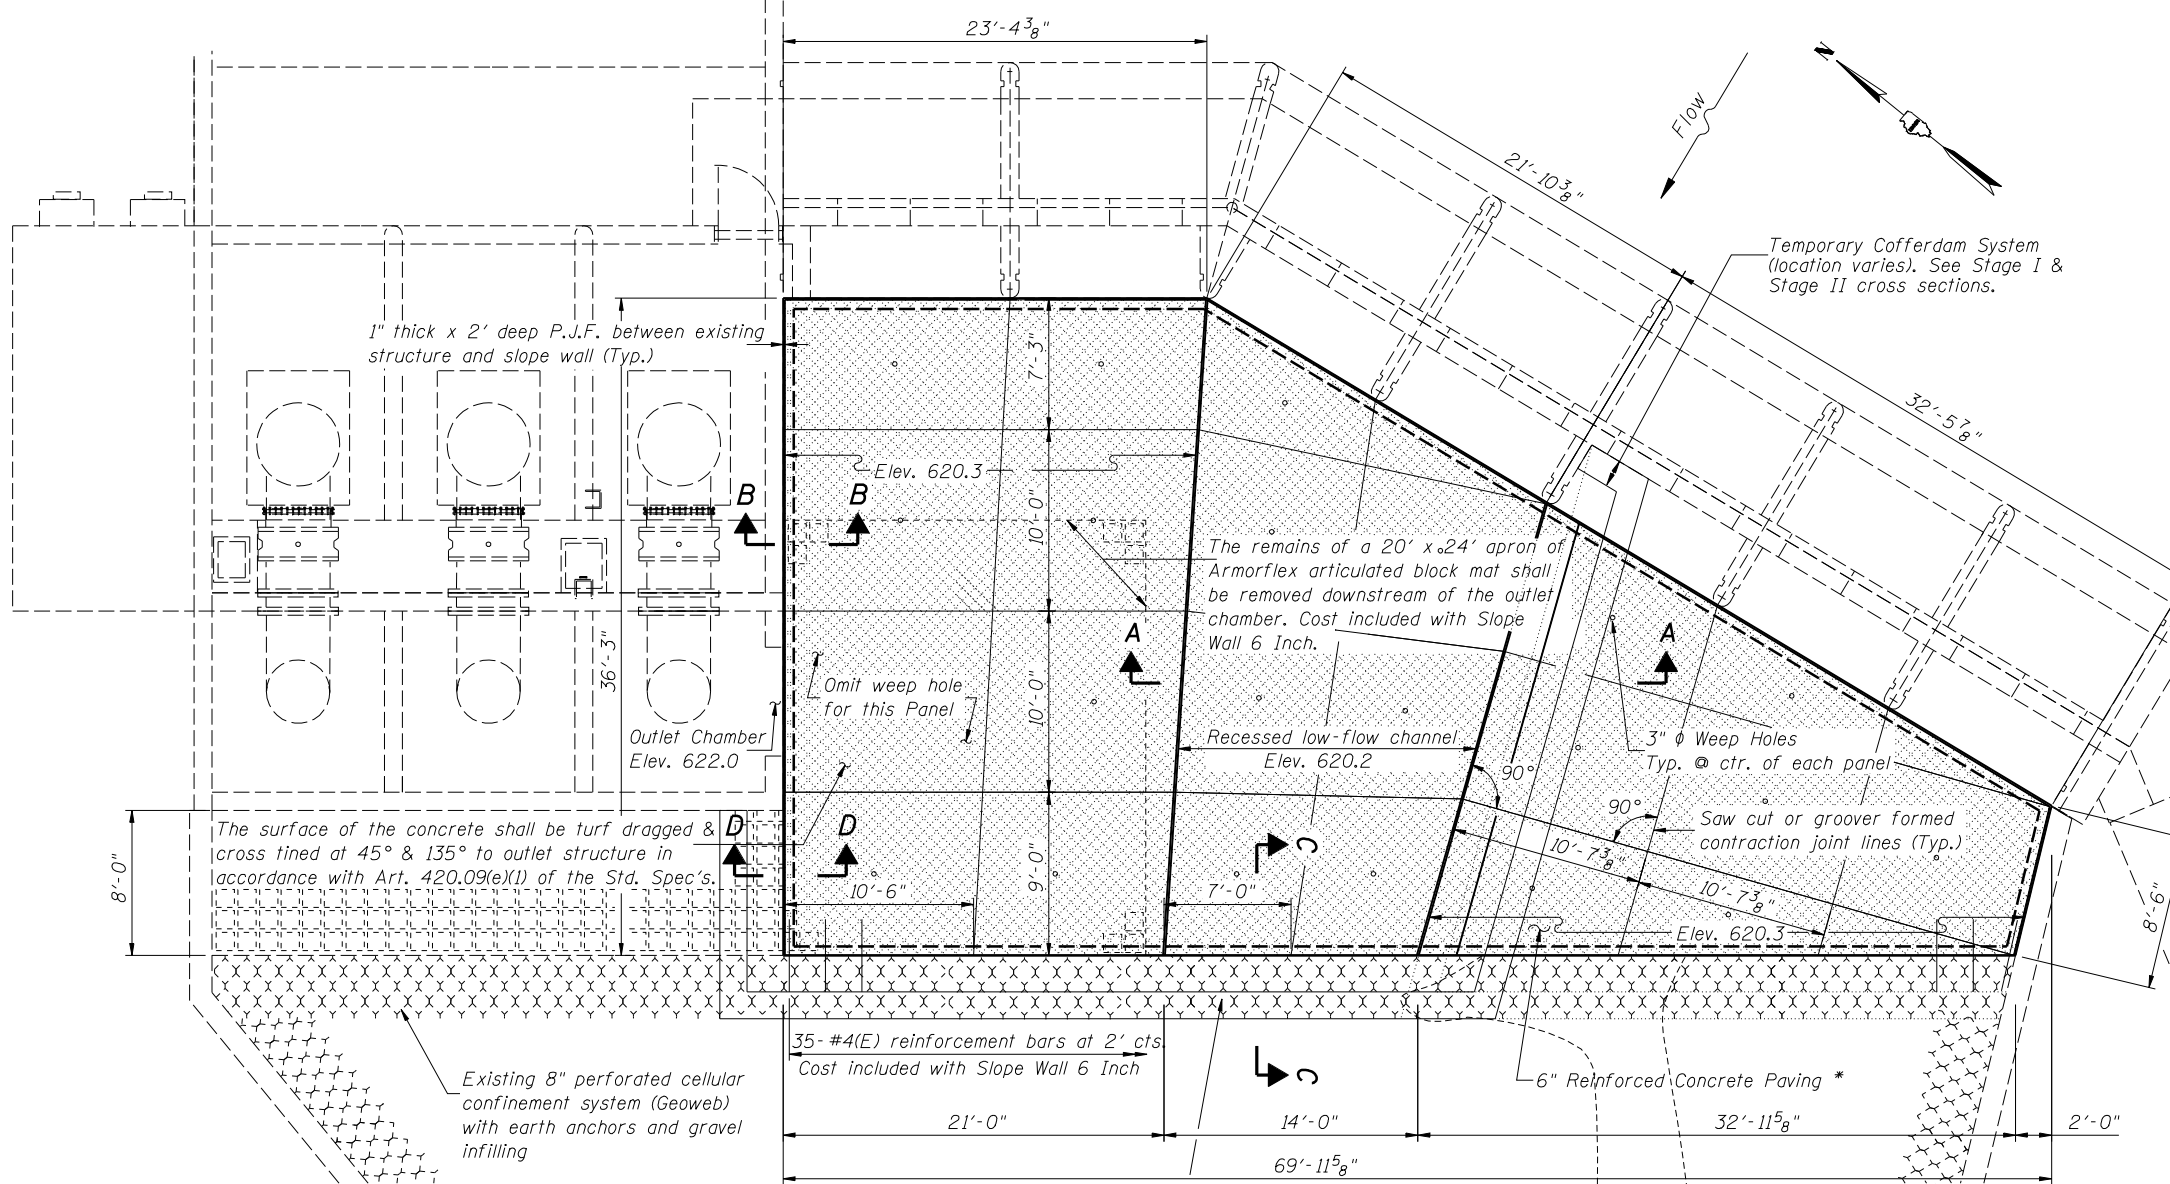 23'-4 3/8"
N
Flow
21'-10 3/8"
Temporary Cofferdam System
(location varies). See Stage I &
Stage II cross sections.
1" thick x 2' deep P.J.F. between existing
structure and slope wall (Typ.)
7'-3"
32'-5 7/8"
Elev. 620.3
B
B
10'-0"
The remains of a 20' x 24' apron of
Armorflex articulated block mat shall
be removed downstream of the outlet
chamber. Cost included with Slope
Wall 6 Inch.
A
A
36'-3"
Omit weep hole
for this Panel
10'-0"
Outlet Chamber
Elev. 622.0
Recessed low-flow channel
Elev. 620.2
3" ϕ Weep Holes
Typ. @ ctr. of each panel
90°
90°
The surface of the concrete shall be turf dragged &
cross tined at 45° & 135° to outlet structure in
accordance with Art. 420.09(e)(1) of the Std. Spec's.
D
D
C
Saw cut or groover formed
contraction joint lines (Typ.)
8'-0"
10'-6"
9'-0"
7'-0"
10'-7 3/8"
10'-7 3/8"
8'-6"
Elev. 620.3
35- #4(E) reinforcement bars at 2' cts.
Cost included with Slope Wall 6 Inch
C
6" Reinforced Concrete Paving *
Existing 8" perforated cellular
confinement system (Geoweb)
with earth anchors and gravel
infilling
21'-0"
14'-0"
32'-11 5/8"
2'-0"
69'-11 5/8"